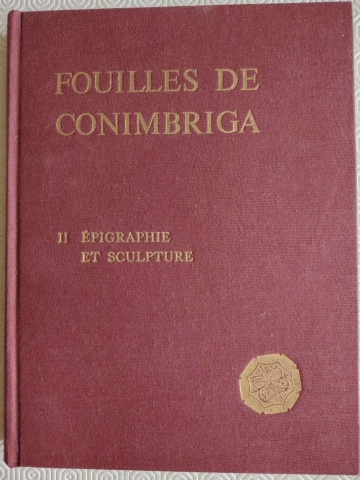 FOUILLES DE
CONIMBRIGA
II ÉPIGRAPHIE
ET SCULPTURE